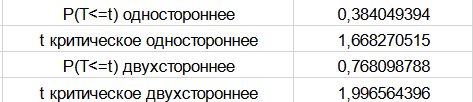 P(T<=t) одностороннее 0,384049394
t критическое одностороннее 1,668270515
P(T<=t) двухстороннее 0,768098788
t критическое двухстороннее 1,996564396